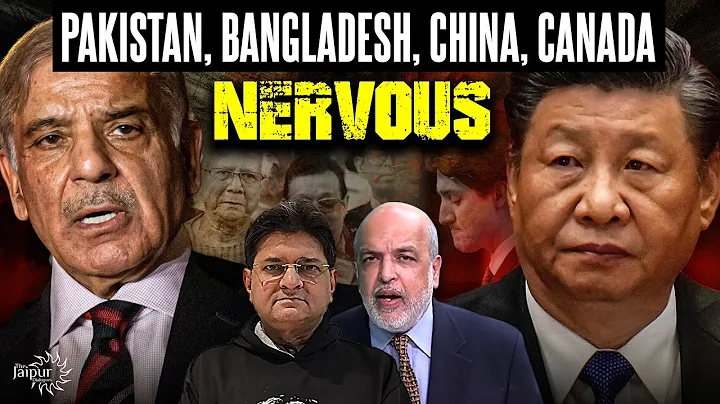 PAKISTAN, BANGLADESH, CHINA, CANADA
NERVOUS
The
Jaipur
Dialogues